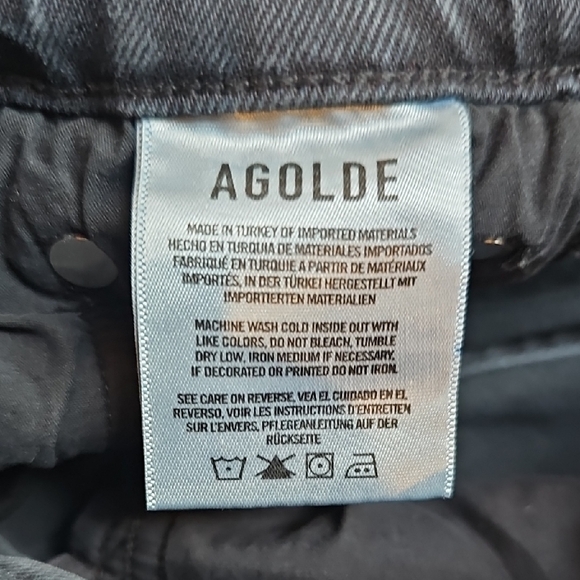 AGOLDE
MADE IN TURKEY OF IMPORTED MATERIALS
HECHO EN TURQUIA DE MATERIALES IMPORTADOS
FABRIQUÉ EN TURQUIE A PARTIR DE MATÉRIAUX
IMPORTÉS, IN DER TÜRKEI HERGESTELLT MIT
IMPORTIERTEN MATERIALIEN
MACHINE WASH COLD INSIDE OUT WITH
LIKE COLORS, DO NOT BLEACH, TUMBLE
DRY LOW, IRON MEDIUM IF NECESSARY.
IF DECORATED OR PRINTED DO NOT IRON.
SEE CARE ON REVERSE, VEA EL CUIDADO EN EL
REVERSO, VOIR LES INSTRUCTIONS D'ENTRETIEN
SUR L'ENVERS, PFLEGEANLEITUNG AUF DER
RÜCKSEITE